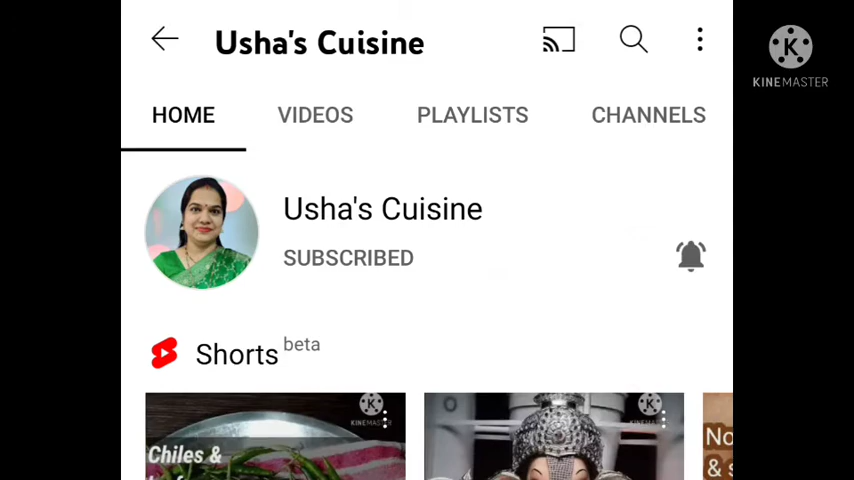 Usha's Cuisine
K
KINEMASTER
HOME VIDEOS PLAYLISTS CHANNELS
Usha's Cuisine
SUBSCRIBED
Shorts beta
Chiles &
No
& s